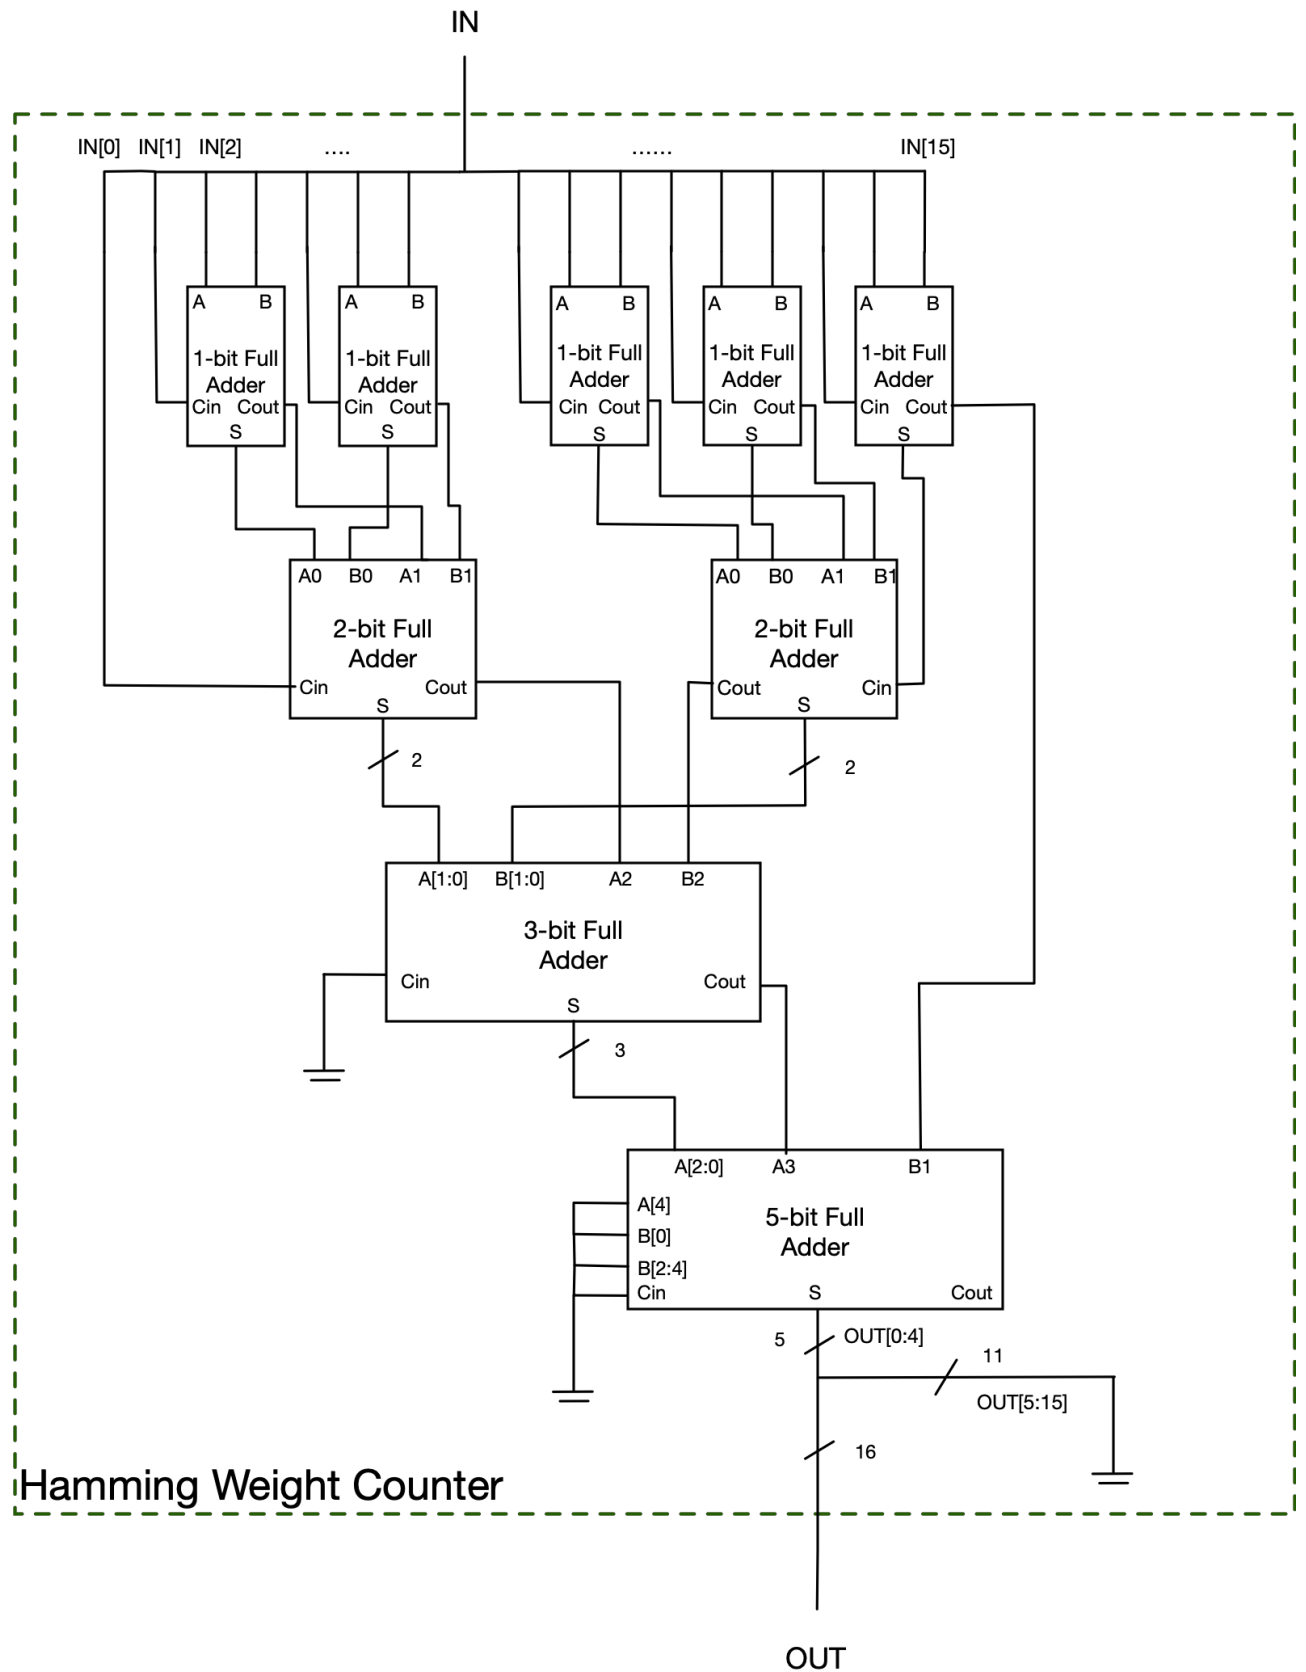 IN
IN[0] IN[1] IN[2] .... ...... IN[15]
A B A B A B A B A B
1-bit Full Adder
Cin Cout
S
1-bit Full Adder
Cin Cout
S
1-bit Full Adder
Cin Cout
S
1-bit Full Adder
Cin Cout
S
1-bit Full Adder
Cin Cout
S
A0 B0 A1 B1
2-bit Full
Adder
Cin Cout
S
2
A0 B0 A1 B1
2-bit Full
Adder
Cout Cin
S
2
A[1:0] B[1:0] A2 B2
3-bit Full
Adder
Cin Cout
S
3
A[2:0] A3 B1
A[4]
B[0]
B[2:4]
Cin
5-bit Full
Adder
S Cout
5 OUT[0:4]
11
OUT[5:15]
16
Hamming Weight Counter
OUT